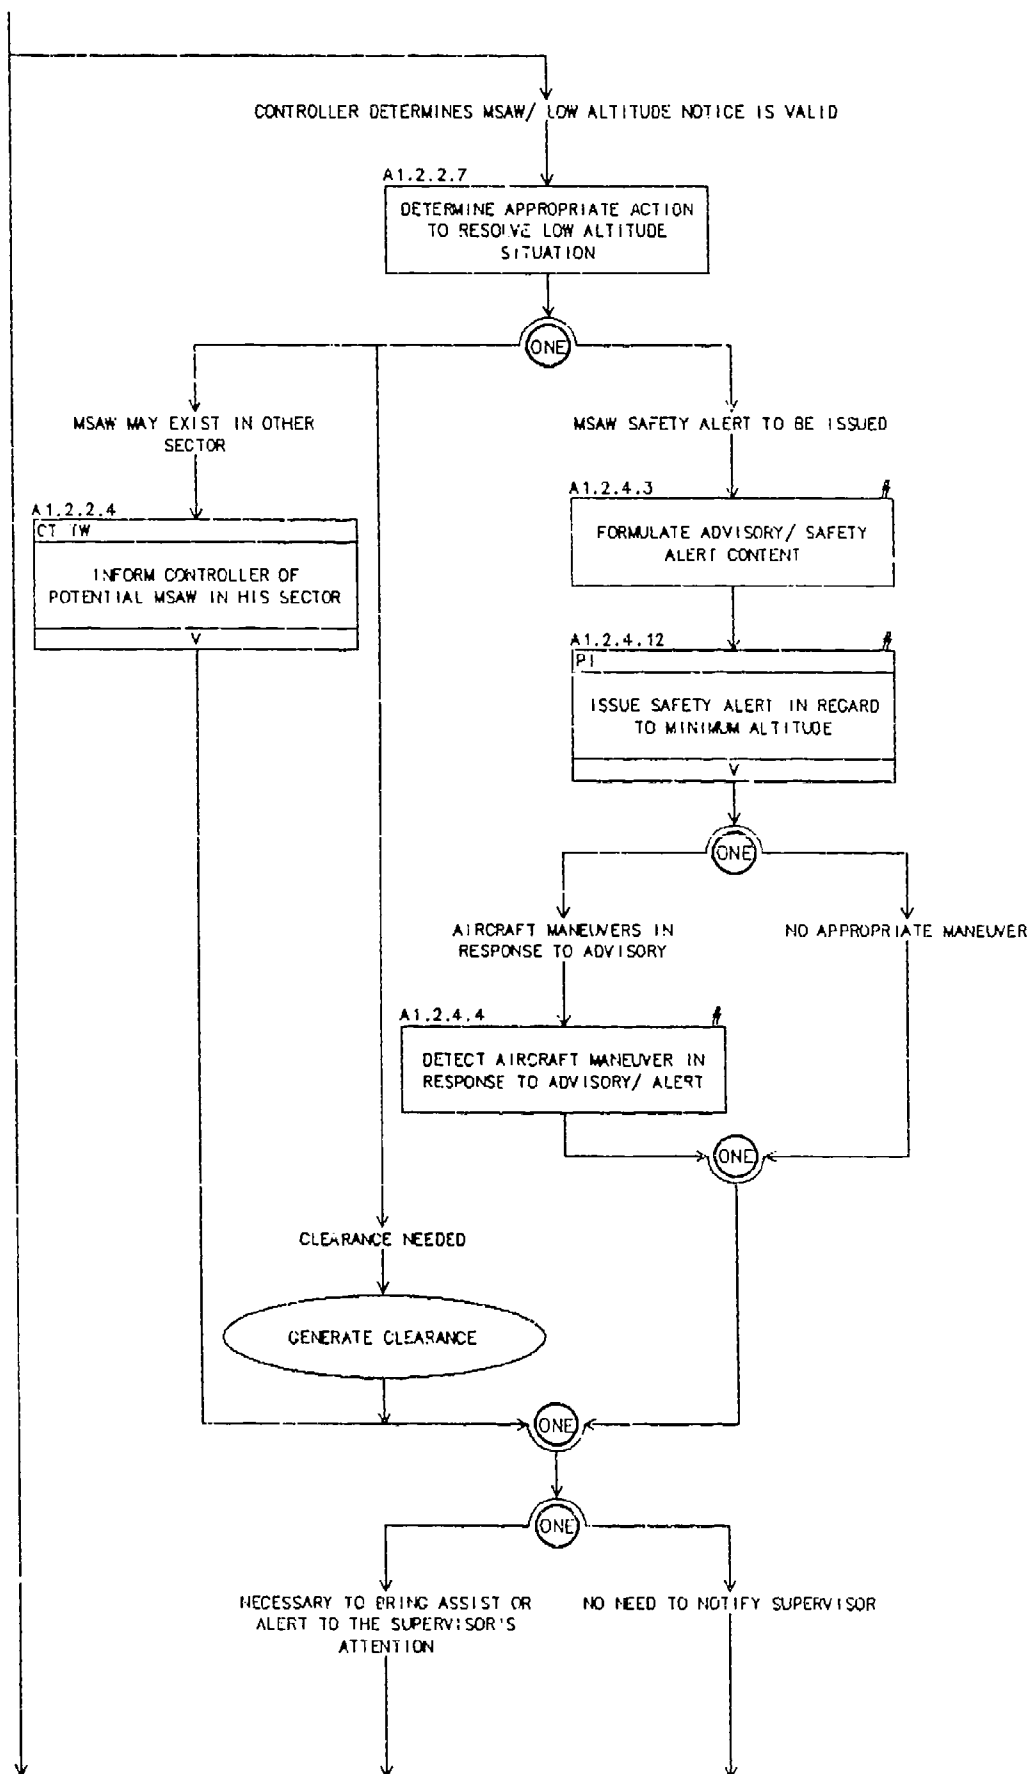 CONTROLLER DETERMINES MSAW/ LOW ALTITUDE NOTICE IS VALID
A1.2.2.7
DETERMINE APPROPRIATE ACTION
TO RESOLVE LOW ALTITUDE
SITUATION
ONE
MSAW MAY EXIST IN OTHER
SECTOR
MSAW SAFETY ALERT TO BE ISSUED
A1.2.2.4
CT TW
INFORM CONTROLLER OF
POTENTIAL MSAW IN HIS SECTOR
V
A1.2.4.3
FORMULATE ADVISORY/ SAFETY
ALERT CONTENT
A1.2.4.12
PI
ISSUE SAFETY ALERT IN REGARD
TO MINIMUM ALTITUDE
V
ONE
AIRCRAFT MANEUVERS IN
RESPONSE TO ADVISORY
NO APPROPRIATE MANEUVER
A1.2.4.4
DETECT AIRCRAFT MANEUVER IN
RESPONSE TO ADVISORY/ ALERT
ONE
CLEARANCE NEEDED
GENERATE CLEARANCE
ONE
ONE
NECESSARY TO BRING ASSIST OR
ALERT TO THE SUPERVISOR'S
ATTENTION
NO NEED TO NOTIFY SUPERVISOR